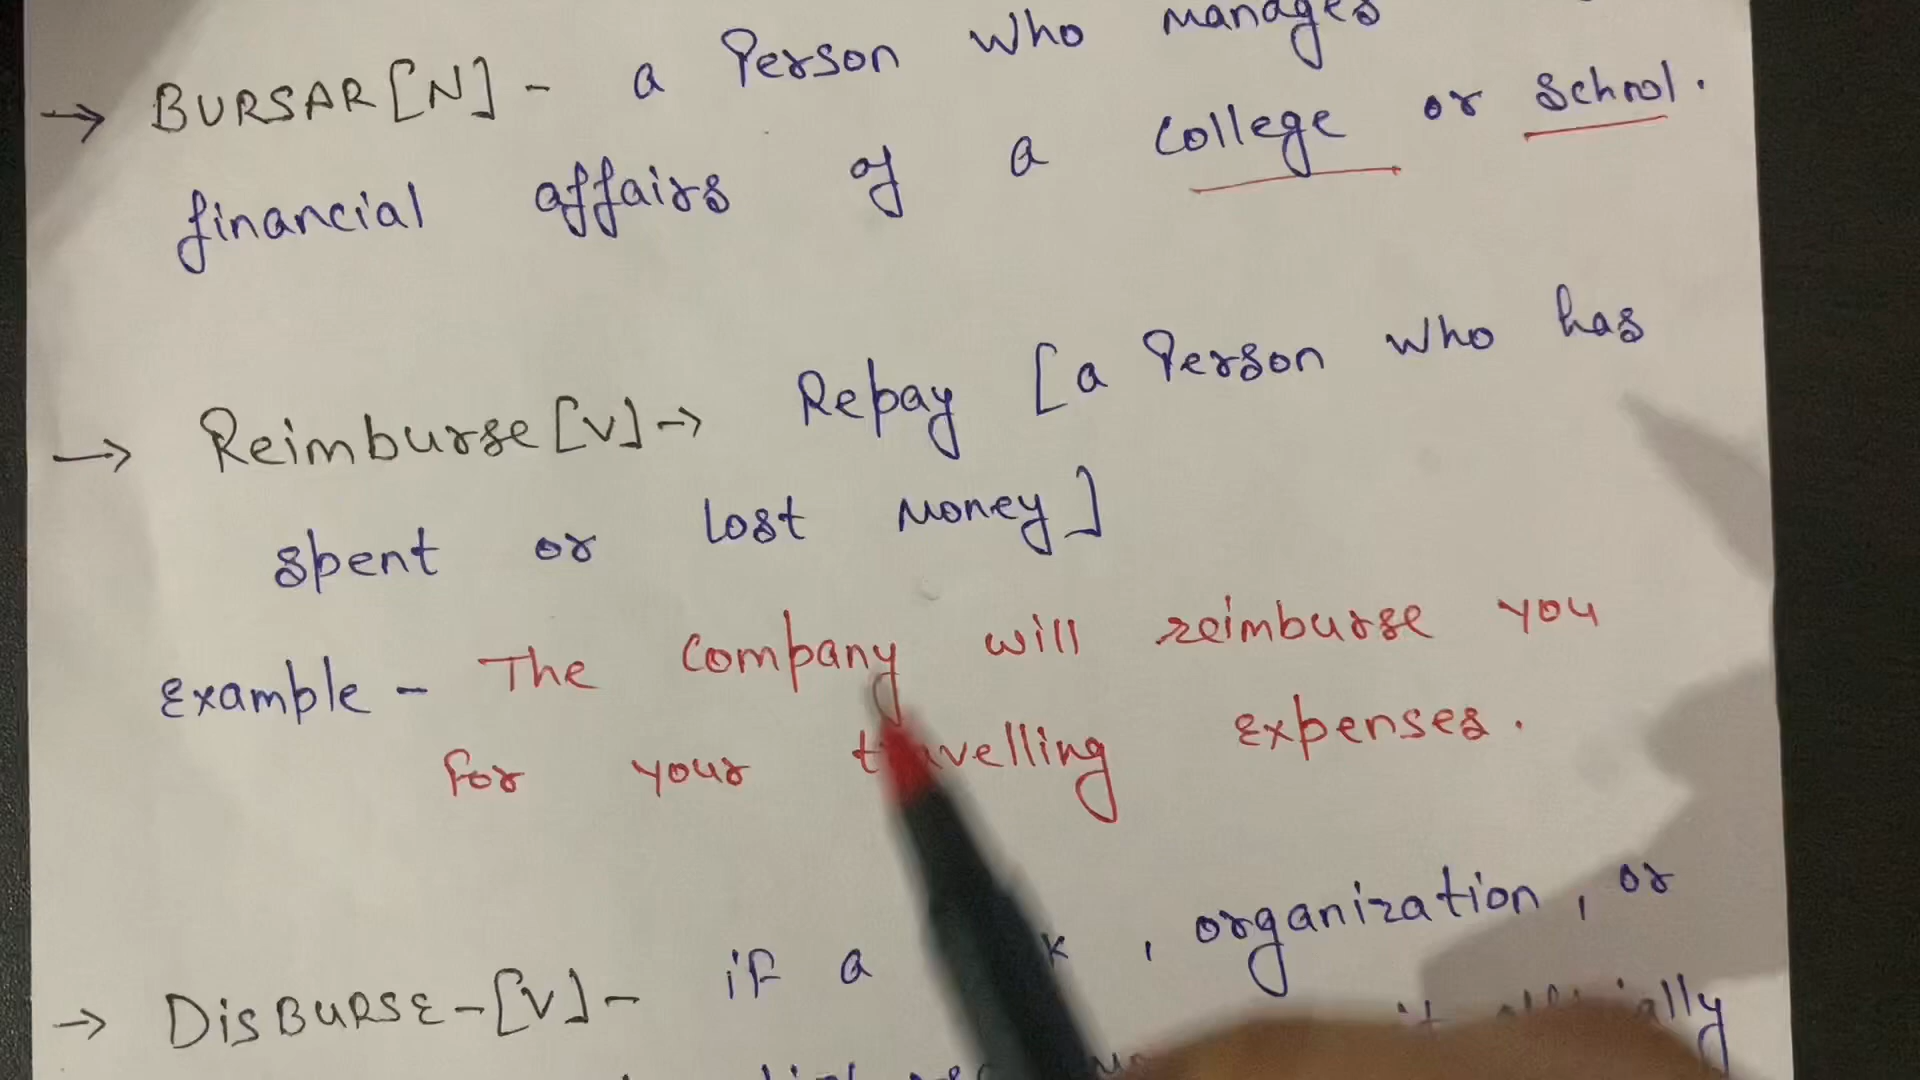 → BURSAR [N] - a Person who manages
financial affairs of a college or school.
→ Reimburse [V] → Repay [a Person who has
spent or lost Money]
Example - The company will reimburse you
For your travelling expenses.
→ DISBURSE - [V] - if a , organization, or